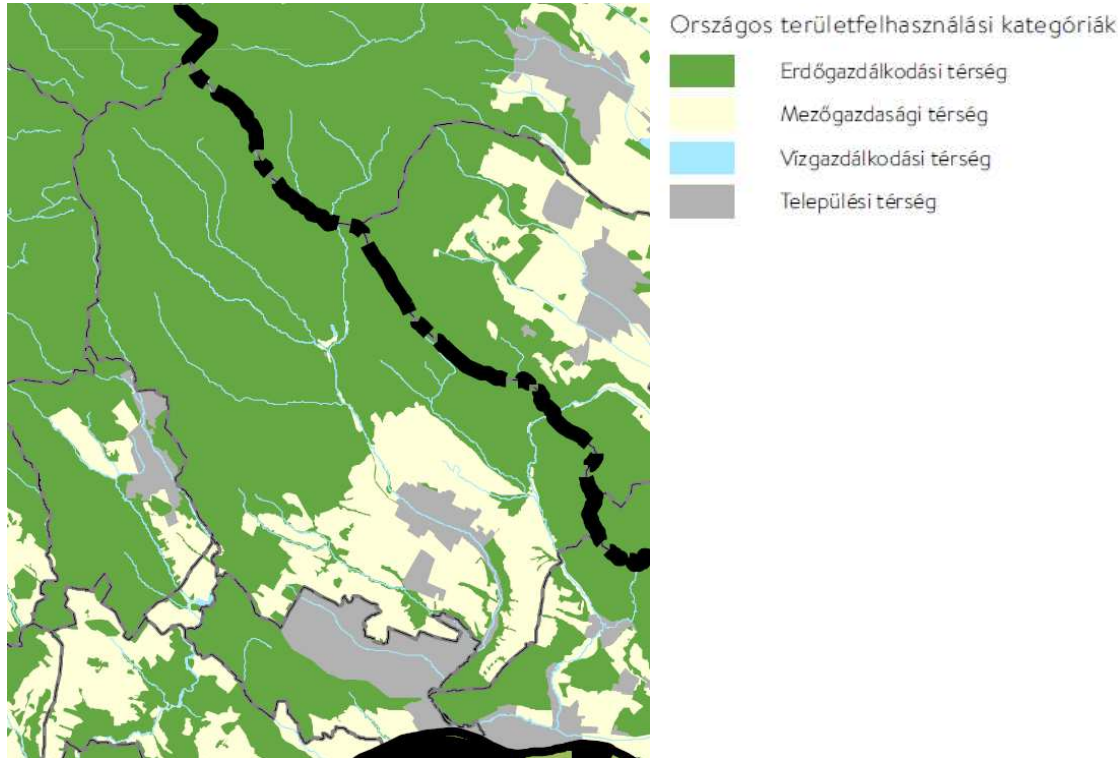 Országos területfelhasználási kategóriák
Erdőgazdálkodási térség
Mezőgazdasági térség
Vízgazdálkodási térség
Települési térség